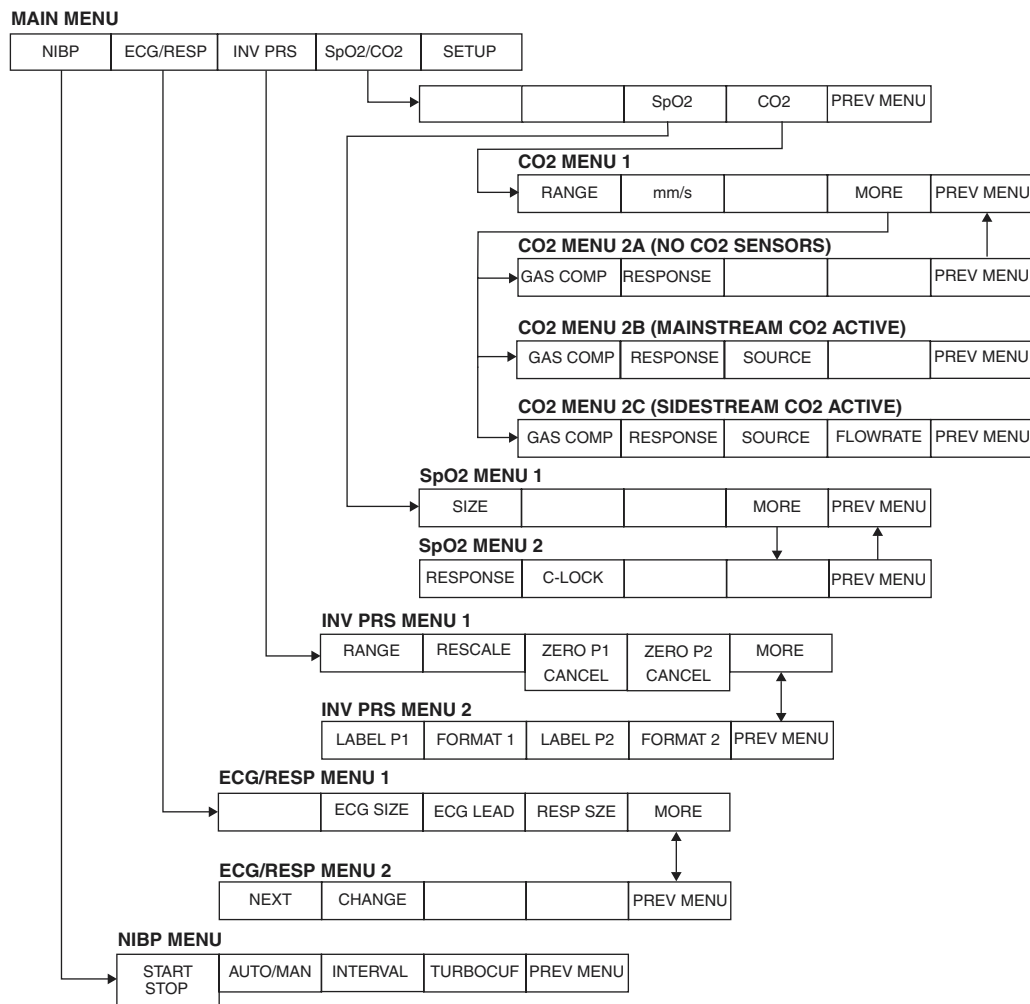 MAIN MENU
NIBP ECG/RESP INV PRS SpO2/CO2 SETUP
SpO2 CO2 PREV MENU
CO2 MENU 1
RANGE mm/s MORE PREV MENU
CO2 MENU 2A (NO CO2 SENSORS)
GAS COMP RESPONSE PREV MENU
CO2 MENU 2B (MAINSTREAM CO2 ACTIVE)
GAS COMP RESPONSE SOURCE PREV MENU
CO2 MENU 2C (SIDESTREAM CO2 ACTIVE)
GAS COMP RESPONSE SOURCE FLOWRATE PREV MENU
SpO2 MENU 1
SIZE MORE PREV MENU
SpO2 MENU 2
RESPONSE C-LOCK PREV MENU
INV PRS MENU 1
RANGE RESCALE ZERO P1 ZERO P2 MORE
CANCEL CANCEL
INV PRS MENU 2
LABEL P1 FORMAT 1 LABEL P2 FORMAT 2 PREV MENU
ECG/RESP MENU 1
ECG SIZE ECG LEAD RESP SZE MORE
ECG/RESP MENU 2
NEXT CHANGE PREV MENU
NIBP MENU
START AUTO/MAN INTERVAL TURBOCUF PREV MENU
STOP